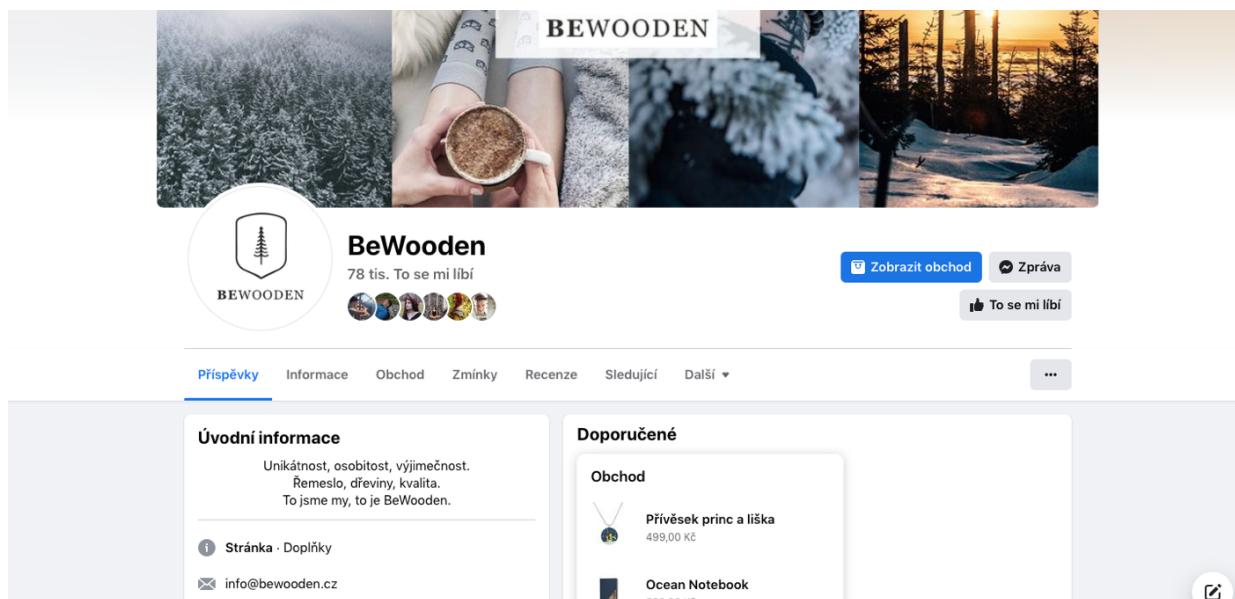 BEWOODEN
BEWOODEN
BeWooden
78 tis. To se mi líbí
Zobrazit obchod
Zpráva
To se mi líbí
Příspěvky Informace Obchod Zmínky Recenze Sledující Další
Úvodní informace
Unikátnost, osobitost, výjimečnost.
Řemeslo, dřeviny, kvalita.
To jsme my, to je BeWooden.
Stránka · Doplňky
info@bewooden.cz
Doporučené
Obchod
Přívěsek princ a liška
499,00 Kč
Ocean Notebook